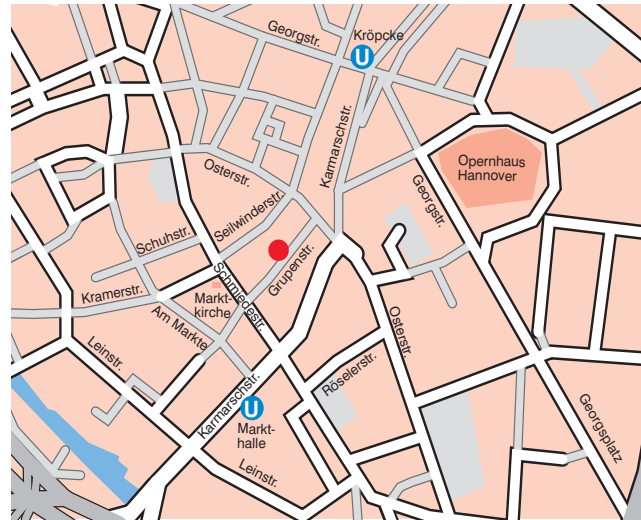 Georgstr.
Kröpcke
U
Karmarschstr.
Opernhaus
Hannover
Osterstr.
Georgstr.
Seilwinderstr.
Schuhstr.
Grupenstr.
Schmiedestr.
Kramerstr.
Markt-
kirche
Am Markte
Osterstr.
Leinstr.
Röselerstr.
Karmarschstr.
U
Markt-
halle
Georgsplatz
Leinstr.